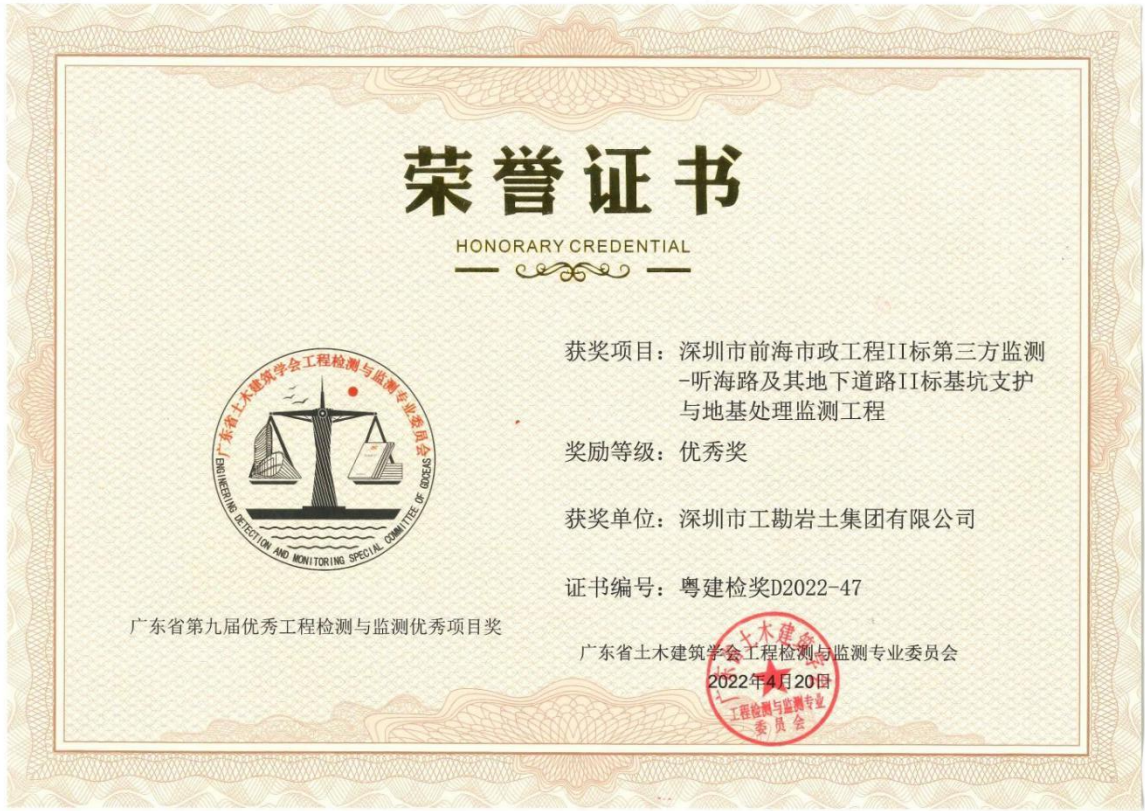 荣誉证书
HONORARY CREDENTIAL
广东省土木建筑学会工程检测与监测专业委员会
ENGINEERING DETECTION AND MONITORING SPECIAL COMMITTEE OF GDCEAS
广东省第九届优秀工程检测与监测优秀项目奖
获奖项目：深圳市前海市政工程II标第三方监测
-听海路及其地下道路II标基坑支护
与地基处理监测工程
奖励等级：优秀奖
获奖单位：深圳市工勘岩土集团有限公司
证书编号：粤建检奖D2022-47
广东省土木建筑学会工程检测与监测专业委员会
2022年4月20日
广东省土木建筑学会
工程检测与监测专业
委员会